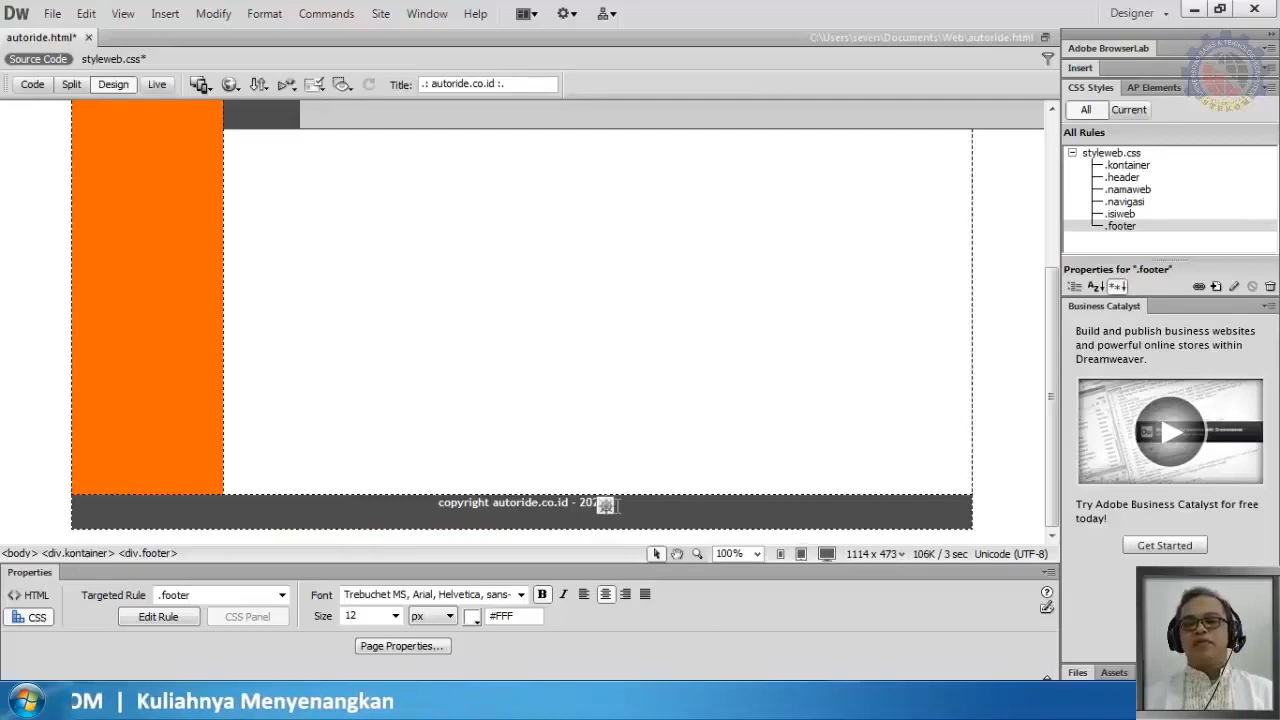 Dw File Edit View Insert Modify Format Commands Site Window Help Designer
autoride.html* C:\Users\seven\Documents\Web\autoride.html
Source Code styleweb.css*
Code Split Design Live Title: .: autoride.co.id :.
Adobe BrowserLab
Insert
CSS Styles AP Elements
All Current
All Rules
styleweb.css
.kontainer
.header
.namaweb
.navigasi
.isiweb
.footer
Properties for ".footer"
Business Catalyst
Build and publish business websites
and powerful online stores within
Dreamweaver.
Try Adobe Business Catalyst for free
today!
Get Started
copyright autoride.co.id -
<body> <div.kontainer> <div.footer> 100% 1114 x 473 106K / 3 sec Unicode (UTF-8)
Properties
<> HTML Targeted Rule .footer Font Trebuchet MS, Arial, Helvetica, sans- B I
CSS Edit Rule CSS Panel Size 12 px #FFF
Page Properties...
Files Assets
OM | Kuliahnya Menyenangkan